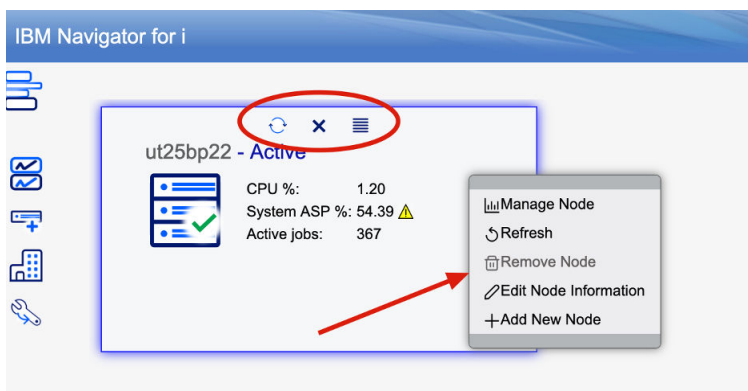 IBM Navigator for i
ut25bp22 - Active
CPU %: 1.20
System ASP %: 54.39
Active jobs: 367
Manage Node
Refresh
Remove Node
Edit Node Information
Add New Node